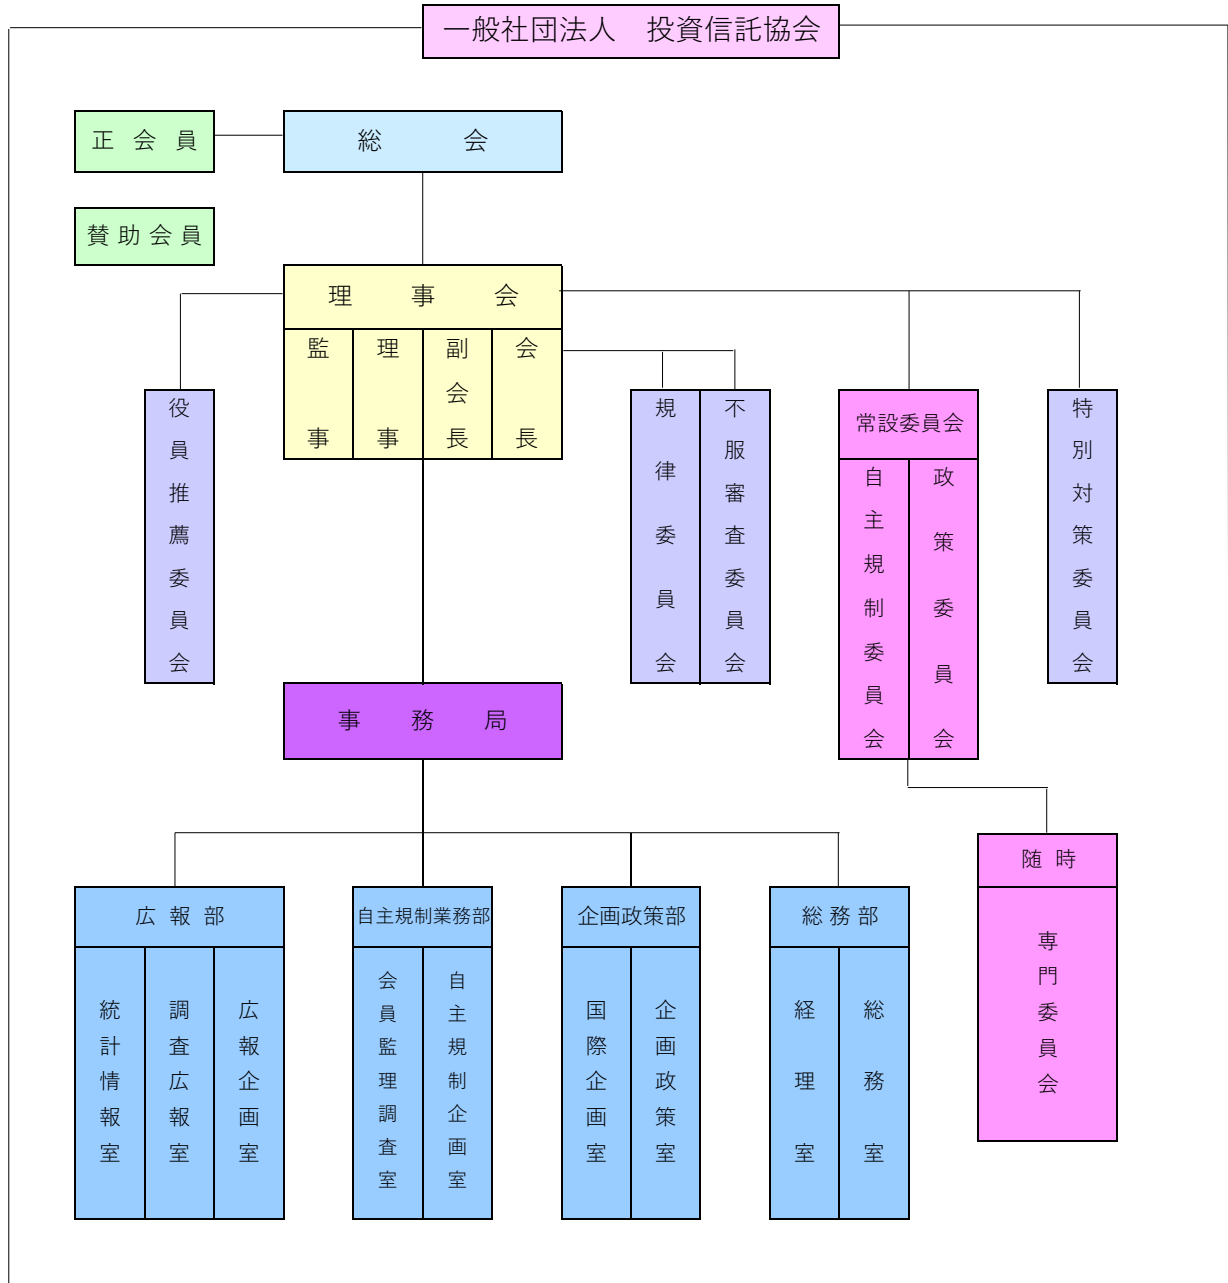 一般社団法人　投資信託協会
正会員
総会
賛助会員
理事会
監事
理事
副会長
会長
役員推薦委員会
規律委員会
不服審査委員会
常設委員会
自主規制委員会
政策委員会
特別対策委員会
事務局
随時
専門委員会
広報部
統計情報室
調査広報室
広報企画室
自主規制業務部
会員監理調査室
自主規制企画室
企画政策部
国際企画室
企画政策室
総務部
経理室
総務室